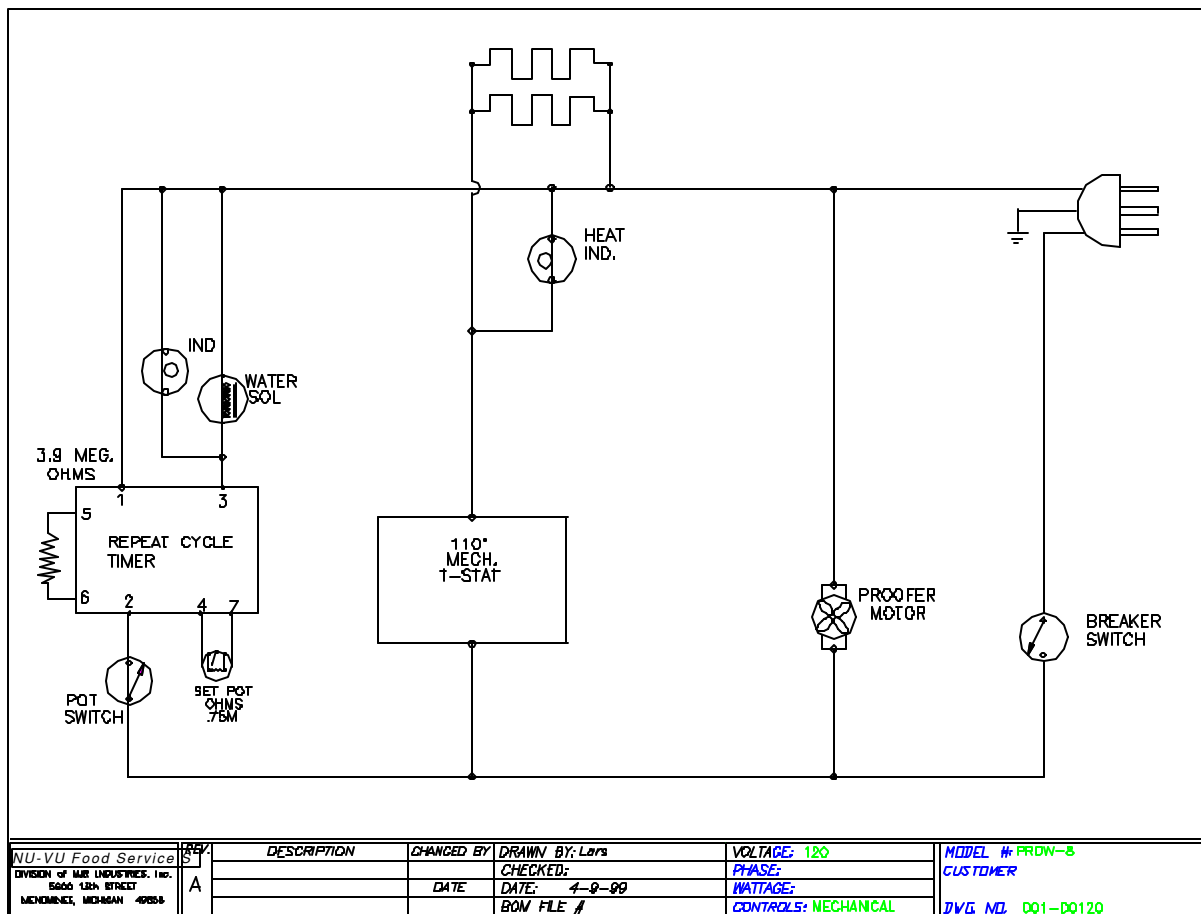 HEAT
IND.
IND
WATER
SOL
3.9 MEG.
OHMS
1
3
5
REPEAT CYCLE
TIMER
6
2
4
7
110°
MECH.
T-STAT
PROOFER
MOTOR
BREAKER
SWITCH
POT
SWITCH
SET POT
OHMS
.75M
NU-VU Food Service S
DIVISION of MJR INDUSTRIES. Inc.
5600 13th STREET
MENOMINEE, MICHIGAN 49858
REV.
A
DESCRIPTION
CHANGED BY
DATE
DRAWN BY: Lars
CHECKED:
DATE: 4-9-99
BOM FILE #
VOLTAGE: 120
PHASE:
WATTAGE:
CONTROLS: MECHANICAL
MODEL # PROW-8
CUSTOMER
DWG. NO. D01-D0120